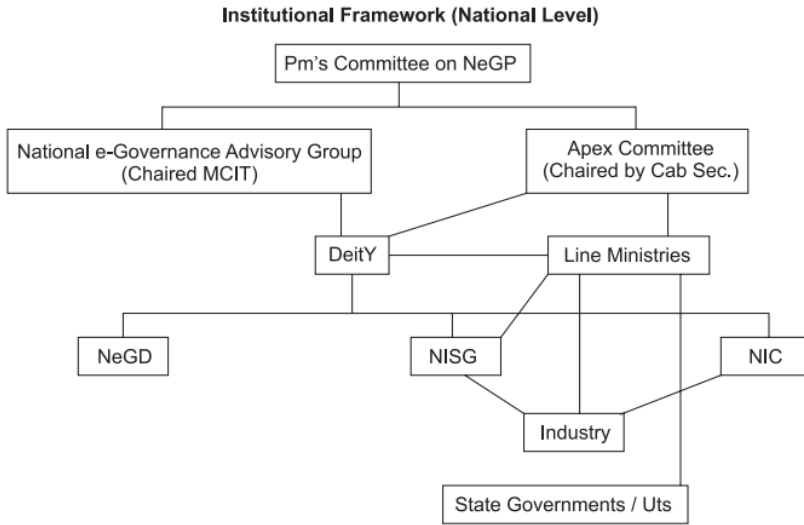 Institutional Framework (National Level)
Pm's Committee on NeGP
National e-Governance Advisory Group
(Chaired MCIT)
Apex Committee
(Chaired by Cab Sec.)
DeitY
Line Ministries
NeGD
NISG
NIC
Industry
State Governments / Uts